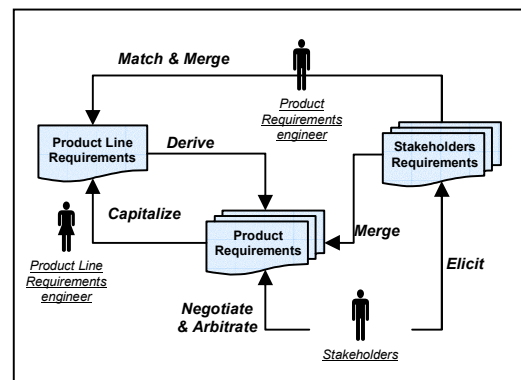 Match & Merge
Product
Requirements
engineer
Product Line
Requirements
Derive
Stakeholders
Requirements
Capitalize
Product
Requirements
Merge
Product Line
Requirements
engineer
Elicit
Negotiate
& Arbitrate
Stakeholders